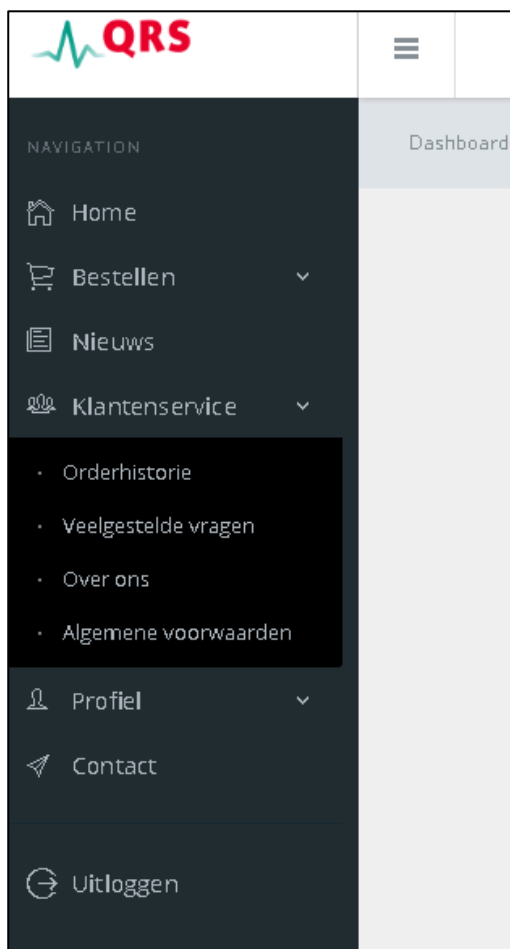 QRS
NAVIGATION
Dashboard
Home
Bestellen
Nieuws
Klantenservice
Orderhistorie
Veelgestelde vragen
Over ons
Algemene voorwaarden
Profiel
Contact
Uitloggen